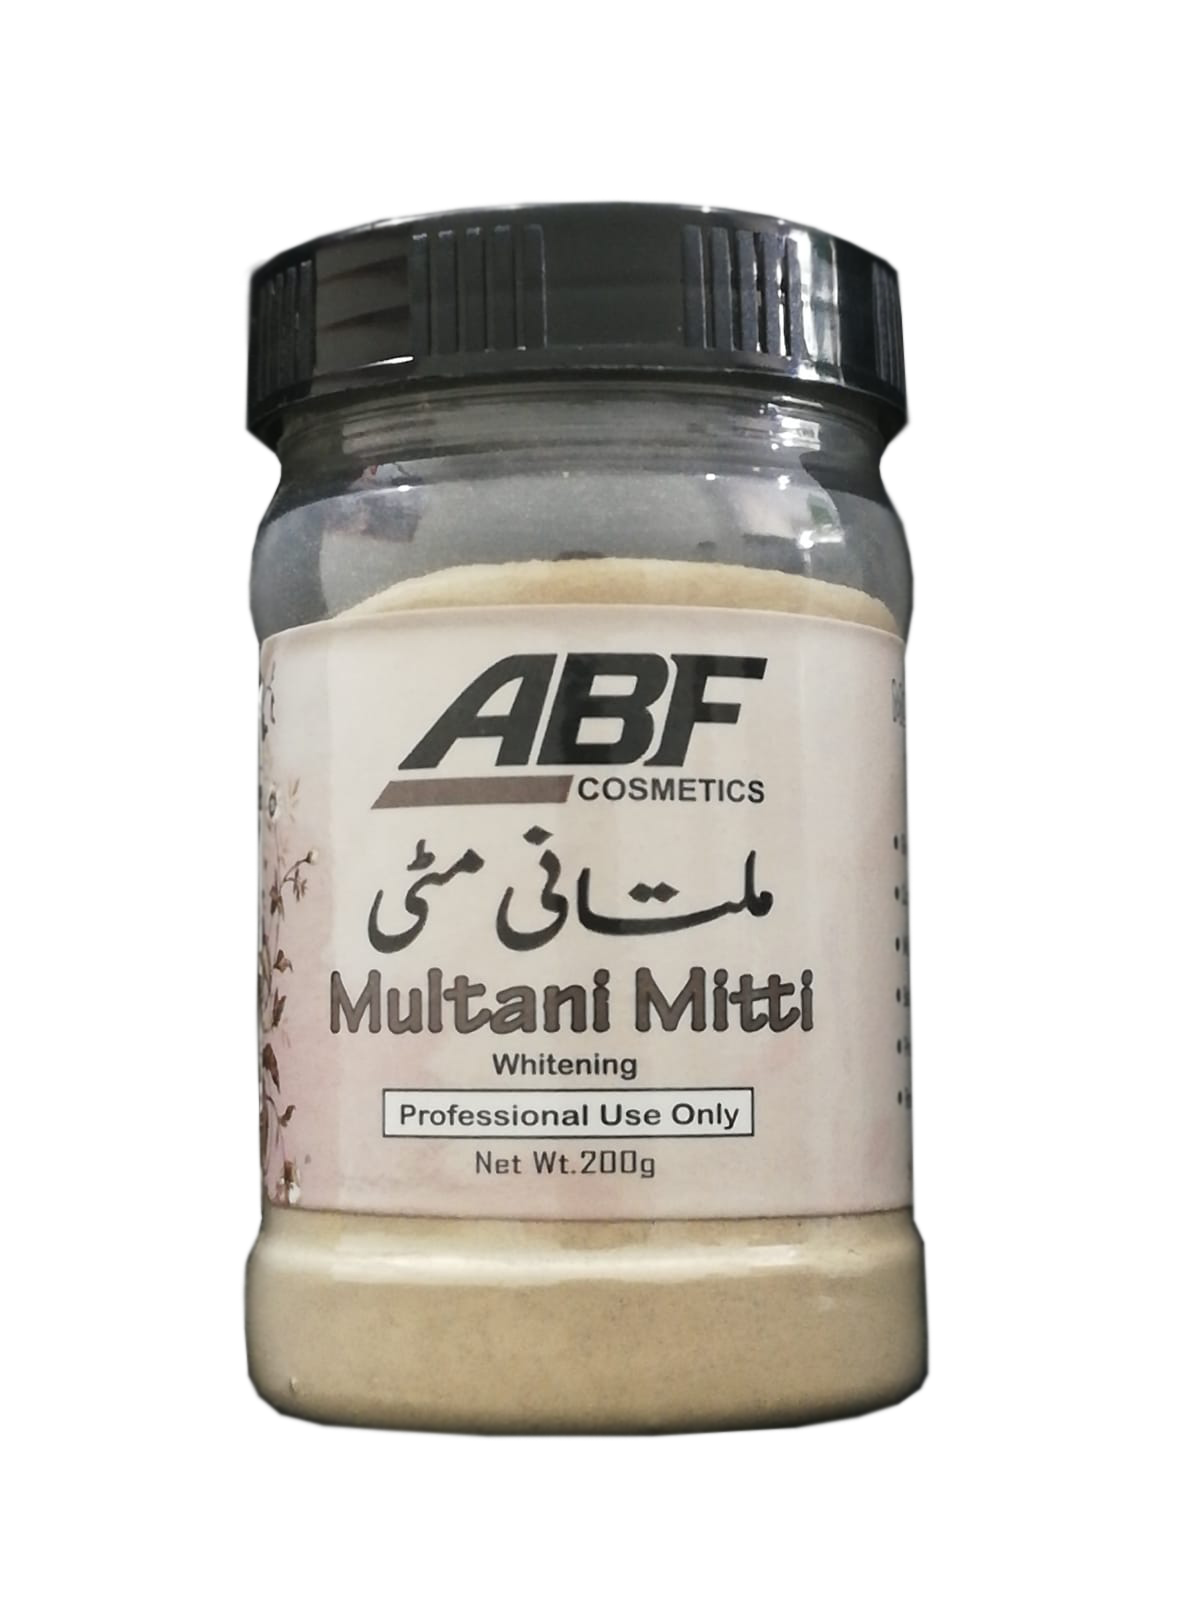 ABF
COSMETICS
ملتانی مٹی
Multani Mitti
Whitening
Professional Use Only
Net Wt.200g